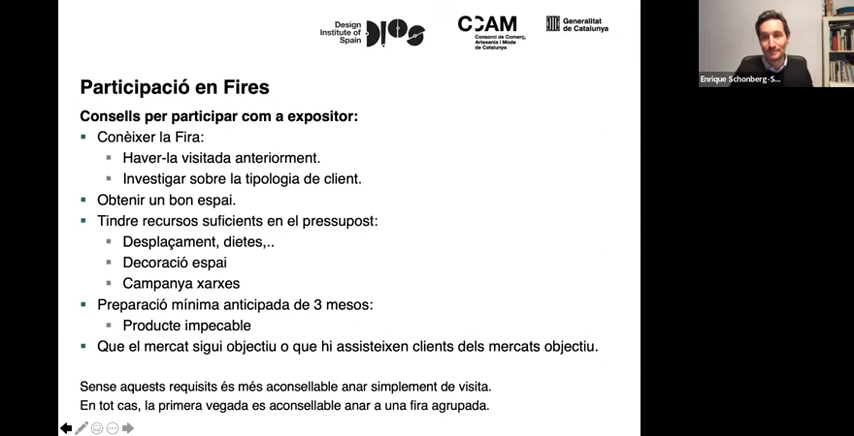 Design
Institute of
Spain
DIOS
CCAM
Consorci de Comerç,
Artesania i Moda
de Catalunya
Generalitat
de Catalunya
Enrique Schonberg-S...
Participació en Fires
Consells per participar com a expositor:
Conèixer la Fira:
Haver-la visitada anteriorment.
Investigar sobre la tipologia de client.
Obtenir un bon espai.
Tindre recursos suficients en el pressupost:
Desplaçament, dietes,..
Decoració espai
Campanya xarxes
Preparació mínima anticipada de 3 mesos:
Producte impecable
Que el mercat sigui objectiu o que hi assisteixen clients dels mercats objectiu.
Sense aquests requisits és més aconsellable anar simplement de visita.
En tot cas, la primera vegada es aconsellable anar a una fira agrupada.